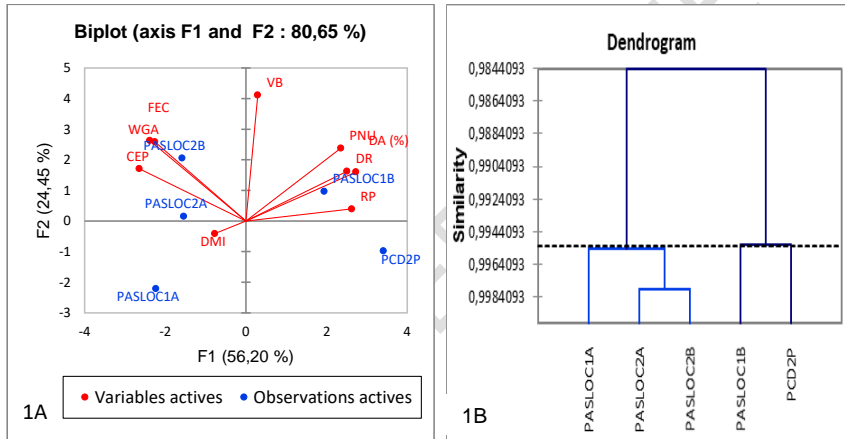 Biplot (axis F1 and F2 : 80,65 %)
5
4
3
2
1
0
-1
-2
-3
-4
-2
0
2
4
F2 (24,45 %)
F1 (56,20 %)
VB
FEC
WGA
PASLOC2B
CEP
PNU
DA (%)
DR
PASLOC1B
RP
PASLOC2A
DMI
PCD2P
PASLOC1A
Variables actives
Observations actives
1A
Dendrogram
0,9844093
0,9864093
0,9884093
0,9904093
0,9924093
0,9944093
0,9964093
0,9984093
Similarity
PASLOC1A
PASLOC2A
PASLOC2B
PASLOC1B
PCD2P
1B